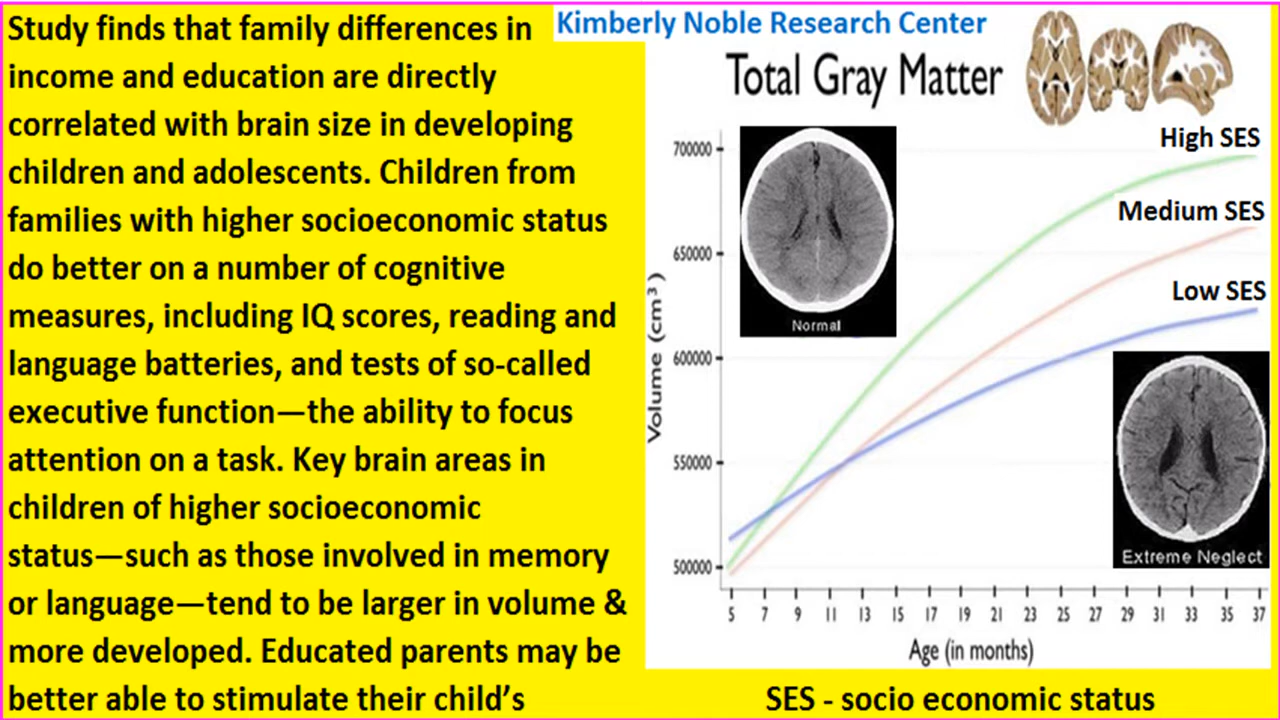 Study finds that family differences in
income and education are directly
correlated with brain size in developing
children and adolescents. Children from
families with higher socioeconomic status
do better on a number of cognitive
measures, including IQ scores, reading and
language batteries, and tests of so-called
executive function—the ability to focus
attention on a task. Key brain areas in
children of higher socioeconomic
status—such as those involved in memory
or language—tend to be larger in volume &
more developed. Educated parents may be
better able to stimulate their child’s
Kimberly Noble Research Center
Total Gray Matter
High SES
Medium SES
Low SES
Normal
Extreme Neglect
Volume (cm³)
700000
650000
600000
550000
500000
5 7 9 11 13 15 17 19 21 23 25 27 29 31 33 35 37
Age (in months)
SES - socio economic status